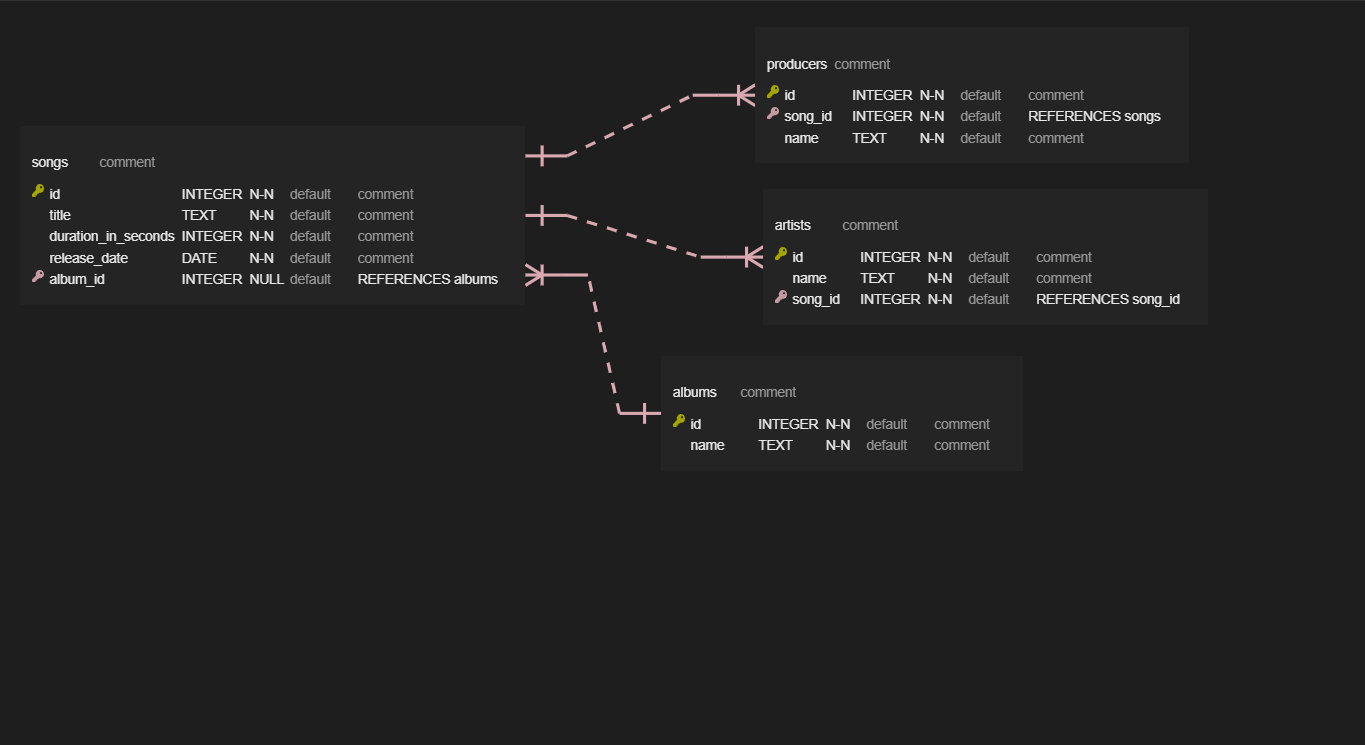 songs comment
id INTEGER N-N default comment
title TEXT N-N default comment
duration_in_seconds INTEGER N-N default comment
release_date DATE N-N default comment
album_id INTEGER NULL default REFERENCES albums
producers comment
id INTEGER N-N default comment
song_id INTEGER N-N default REFERENCES songs
name TEXT N-N default comment
artists comment
id INTEGER N-N default comment
name TEXT N-N default comment
song_id INTEGER N-N default REFERENCES song_id
albums comment
id INTEGER N-N default comment
name TEXT N-N default comment